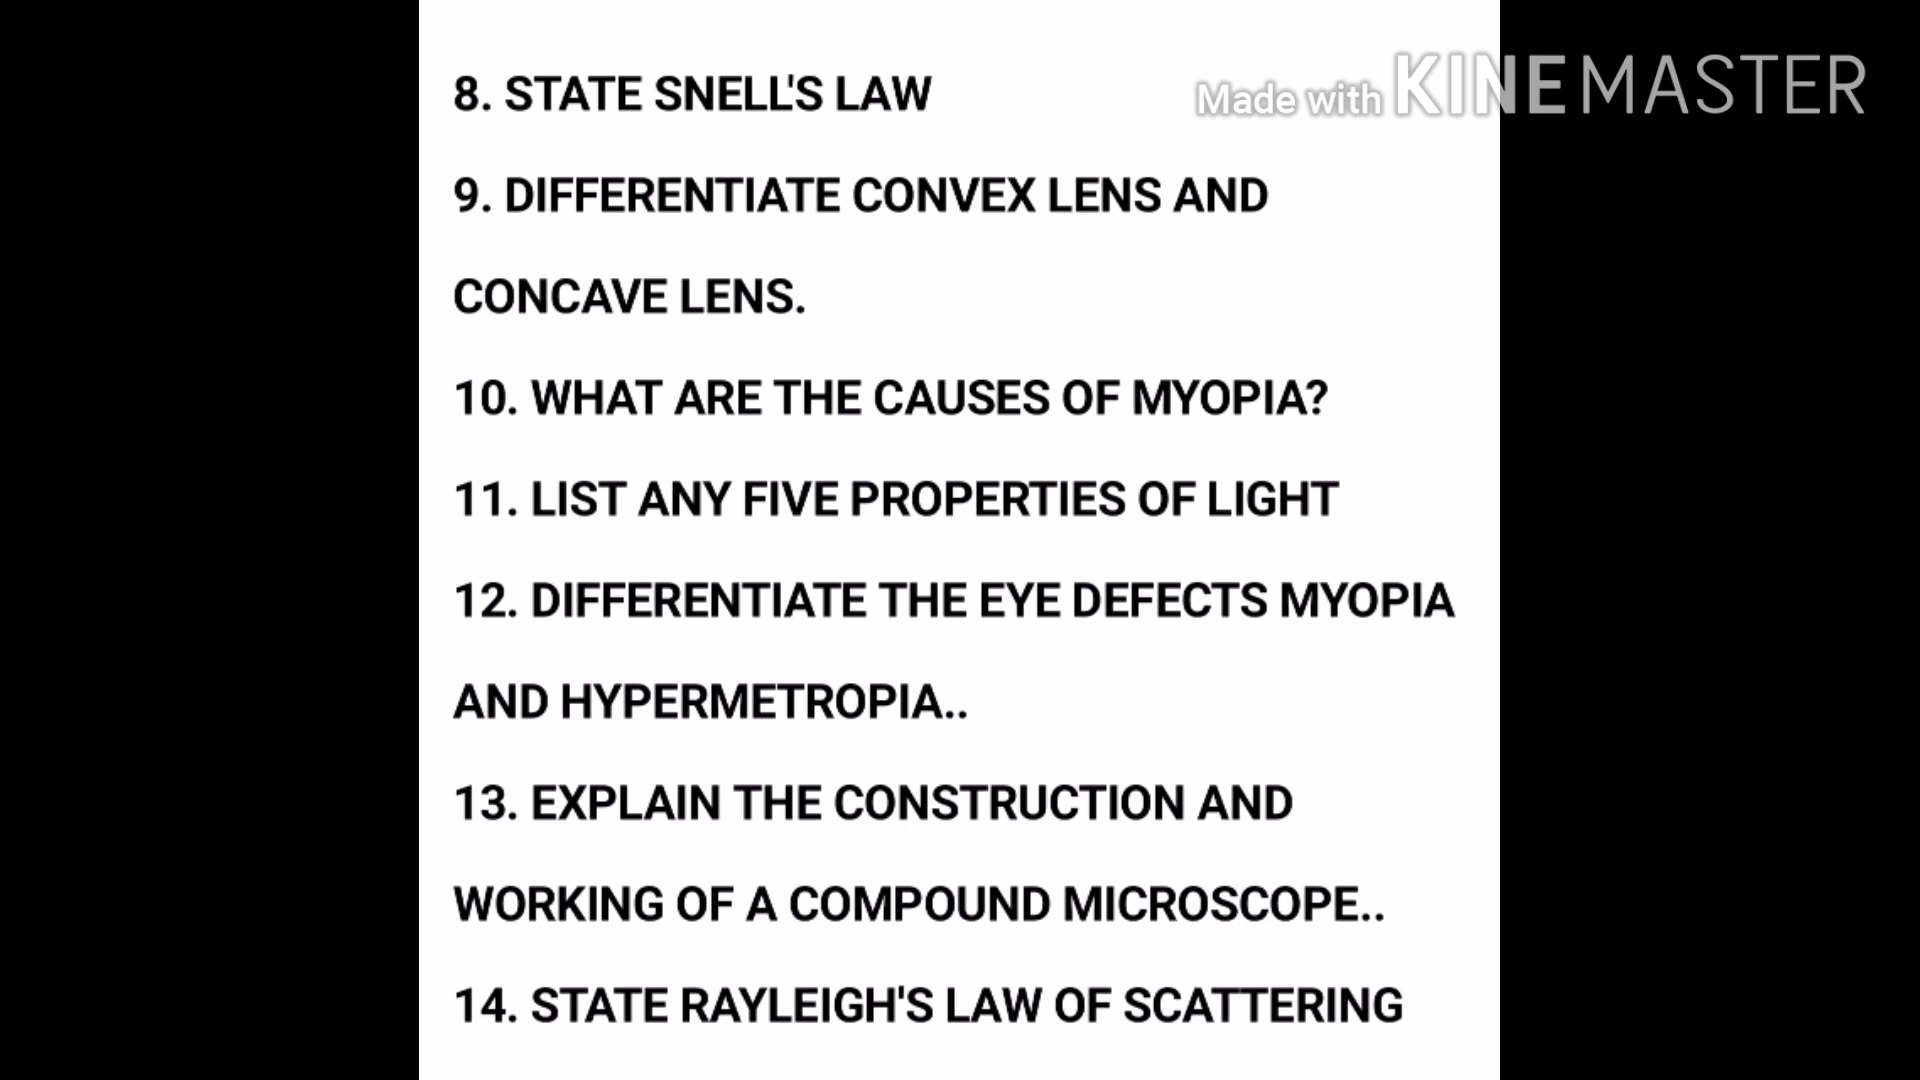 8. STATE SNELL'S LAW
Made with KINEMASTER
9. DIFFERENTIATE CONVEX LENS AND
CONCAVE LENS.
10. WHAT ARE THE CAUSES OF MYOPIA?
11. LIST ANY FIVE PROPERTIES OF LIGHT
12. DIFFERENTIATE THE EYE DEFECTS MYOPIA
AND HYPERMETROPIA..
13. EXPLAIN THE CONSTRUCTION AND
WORKING OF A COMPOUND MICROSCOPE..
14. STATE RAYLEIGH'S LAW OF SCATTERING